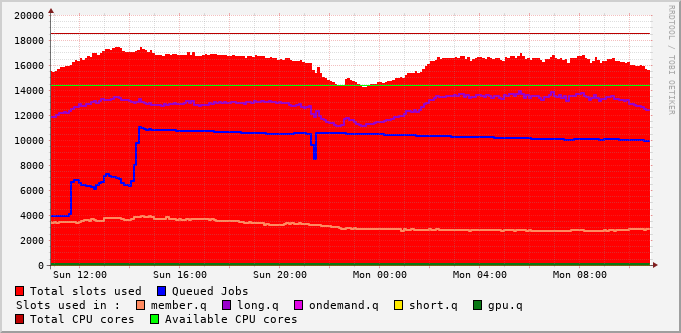 20000
18000
16000
14000
12000
10000
8000
6000
4000
2000
0
Sun 12:00 Sun 16:00 Sun 20:00 Mon 00:00 Mon 04:00 Mon 08:00
RRDTOOL / TOBI OETIKER
Total slots used Queued Jobs
Slots used in : member.q long.q ondemand.q short.q gpu.q
Total CPU cores Available CPU cores